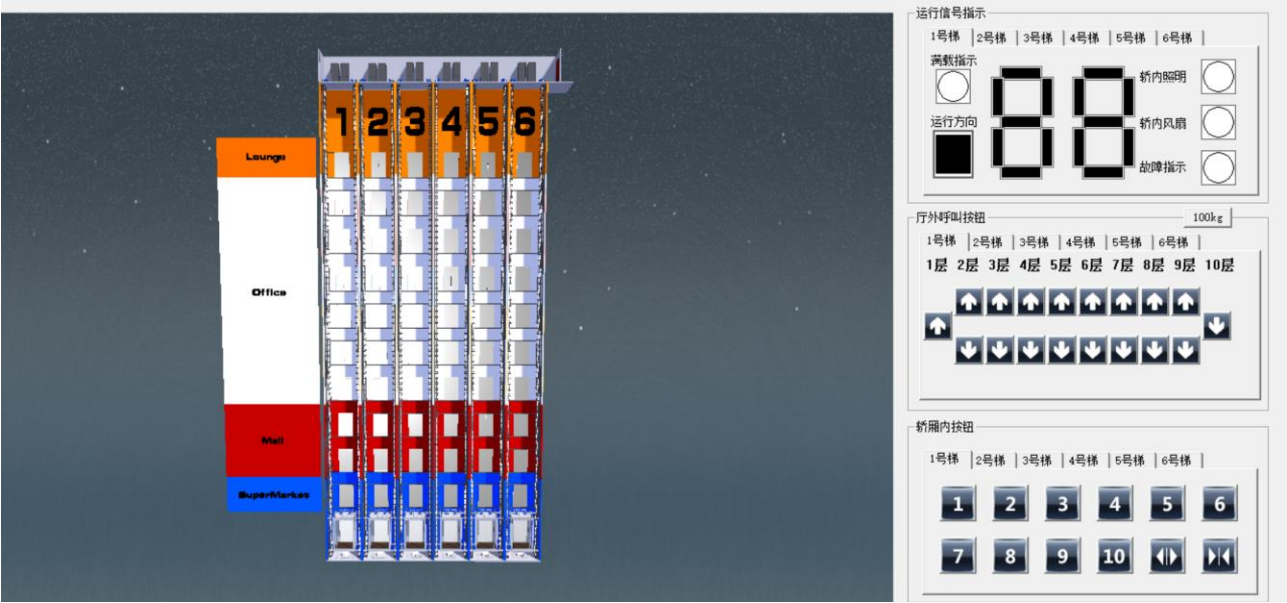 1 2 3 4 5 6
Lounge
Office
Mall
SuperMarket
运行信号指示
1号梯 2号梯 3号梯 4号梯 5号梯 6号梯
满载指示
轿内照明
运行方向
轿内风扇
故障指示
厅外呼叫按钮
100kg
1号梯 2号梯 3号梯 4号梯 5号梯 6号梯
1层 2层 3层 4层 5层 6层 7层 8层 9层 10层
轿厢内按钮
1号梯 2号梯 3号梯 4号梯 5号梯 6号梯
1 2 3 4 5 6
7 8 9 10